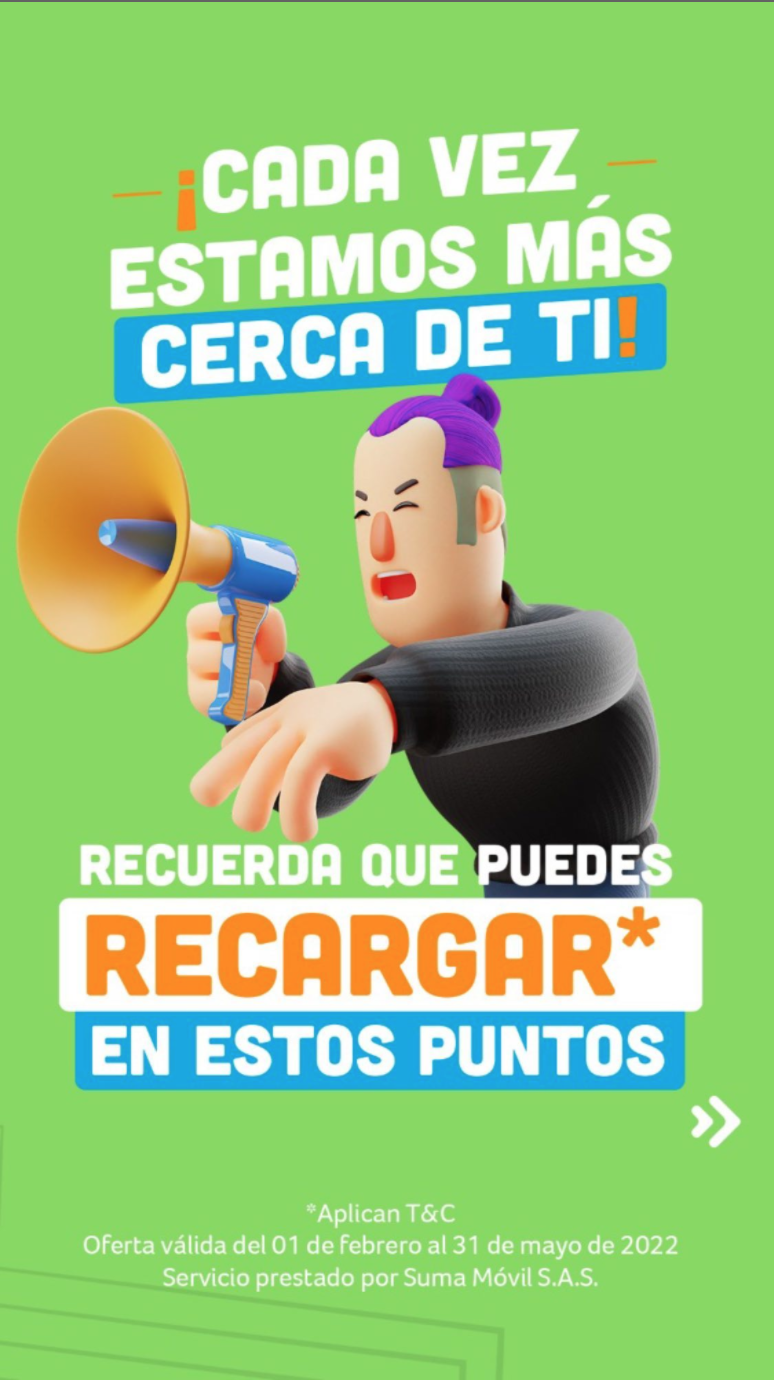 ¡CADA VEZ
ESTAMOS MÁS
CERCA DE TI!
RECUERDA QUE PUEDES
RECARGAR*
EN ESTOS PUNTOS
*Aplican T&C
Oferta válida del 01 de febrero al 31 de mayo de 2022
Servicio prestado por Suma Móvil S.A.S.